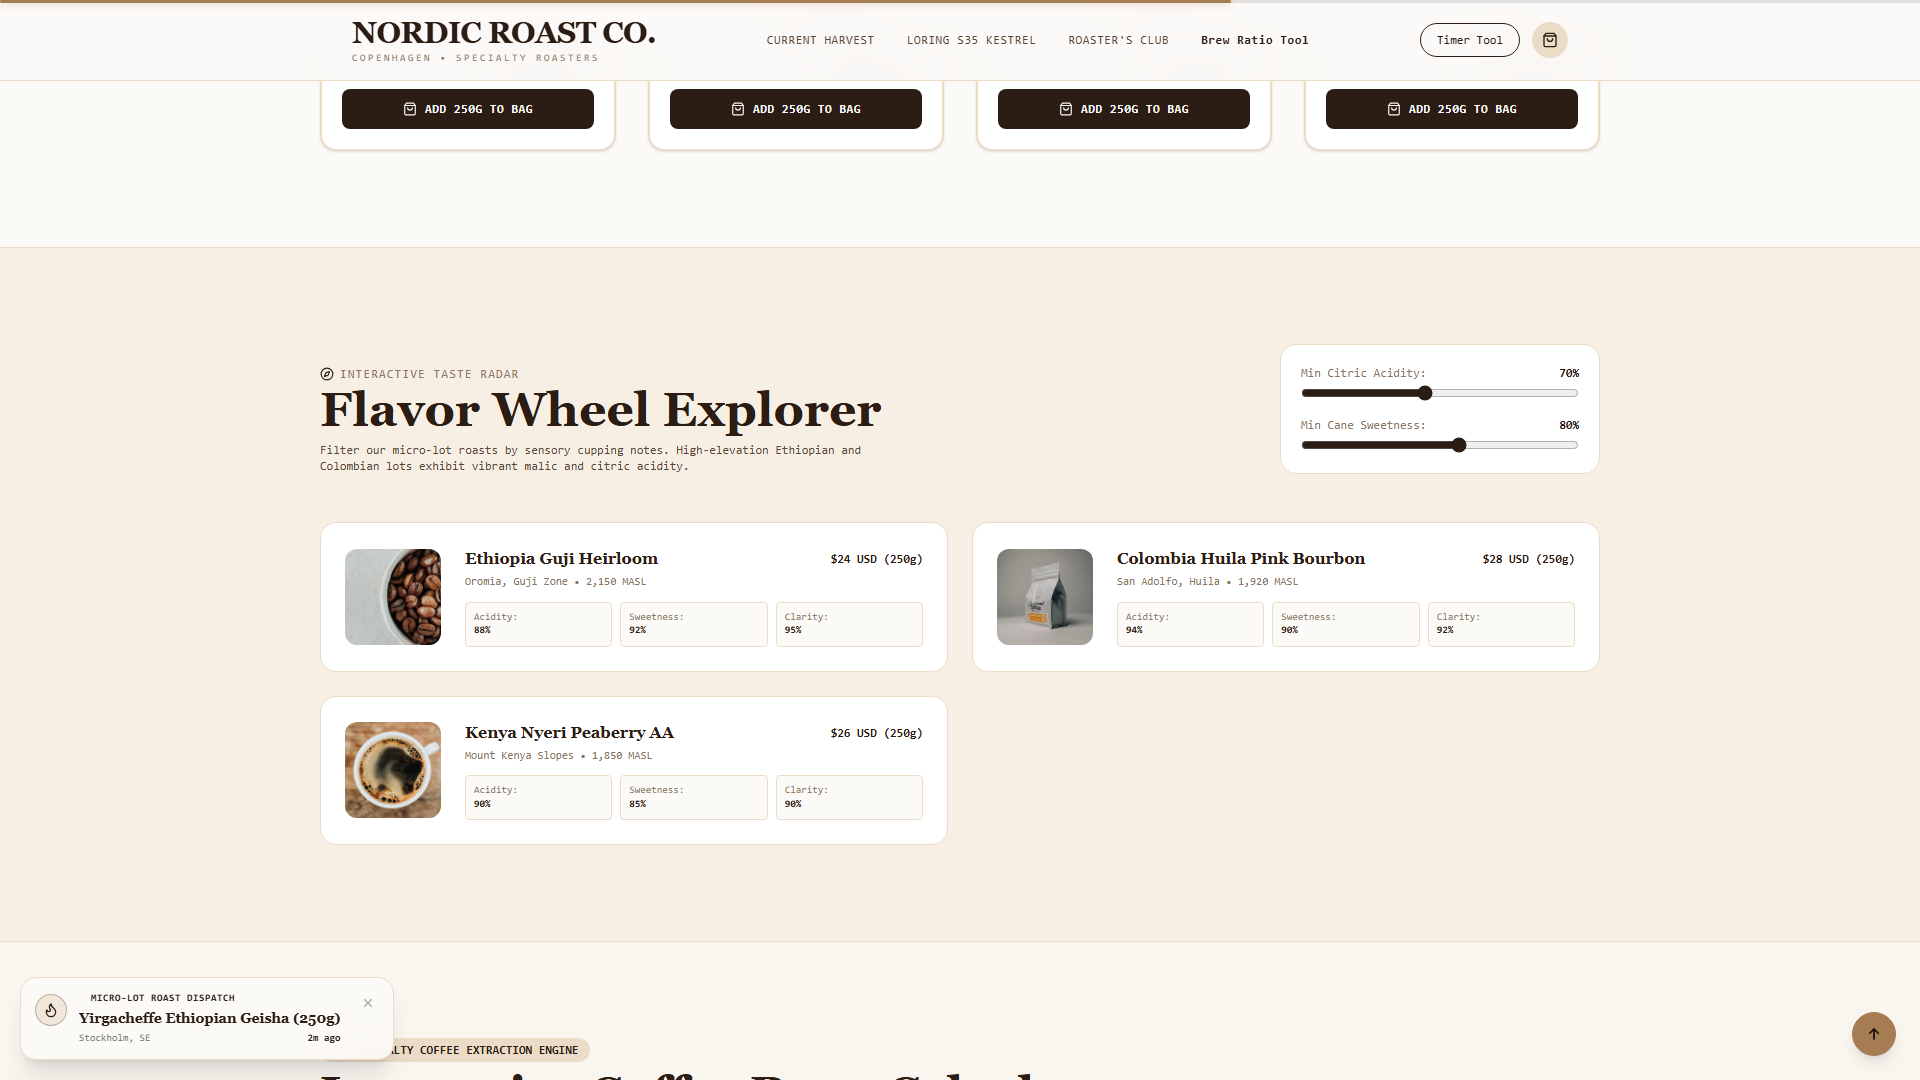 NORDIC ROAST CO.
COPENHAGEN • SPECIALTY ROASTERS
CURRENT HARVEST
LORING S35 KESTREL
ROASTER'S CLUB
Brew Ratio Tool
Timer Tool
ADD 250G TO BAG
ADD 250G TO BAG
ADD 250G TO BAG
ADD 250G TO BAG
INTERACTIVE TASTE RADAR
Flavor Wheel Explorer
Filter our micro-lot roasts by sensory cupping notes. High-elevation Ethiopian and
Colombian lots exhibit vibrant malic and citric acidity.
Min Citric Acidity: 70%
Min Cane Sweetness: 80%
Ethiopia Guji Heirloom
$24 USD (250g)
Oromia, Guji Zone • 2,150 MASL
Acidity:
88%
Sweetness:
92%
Clarity:
95%
Colombia Huila Pink Bourbon
$28 USD (250g)
San Adolfo, Huila • 1,920 MASL
Acidity:
94%
Sweetness:
90%
Clarity:
92%
Kenya Nyeri Peaberry AA
$26 USD (250g)
Mount Kenya Slopes • 1,850 MASL
Acidity:
90%
Sweetness:
85%
Clarity:
90%
MICRO-LOT ROAST DISPATCH
Yirgacheffe Ethiopian Geisha (250g)
Stockholm, SE
2m ago
COFFEE EXTRACTION ENGINE